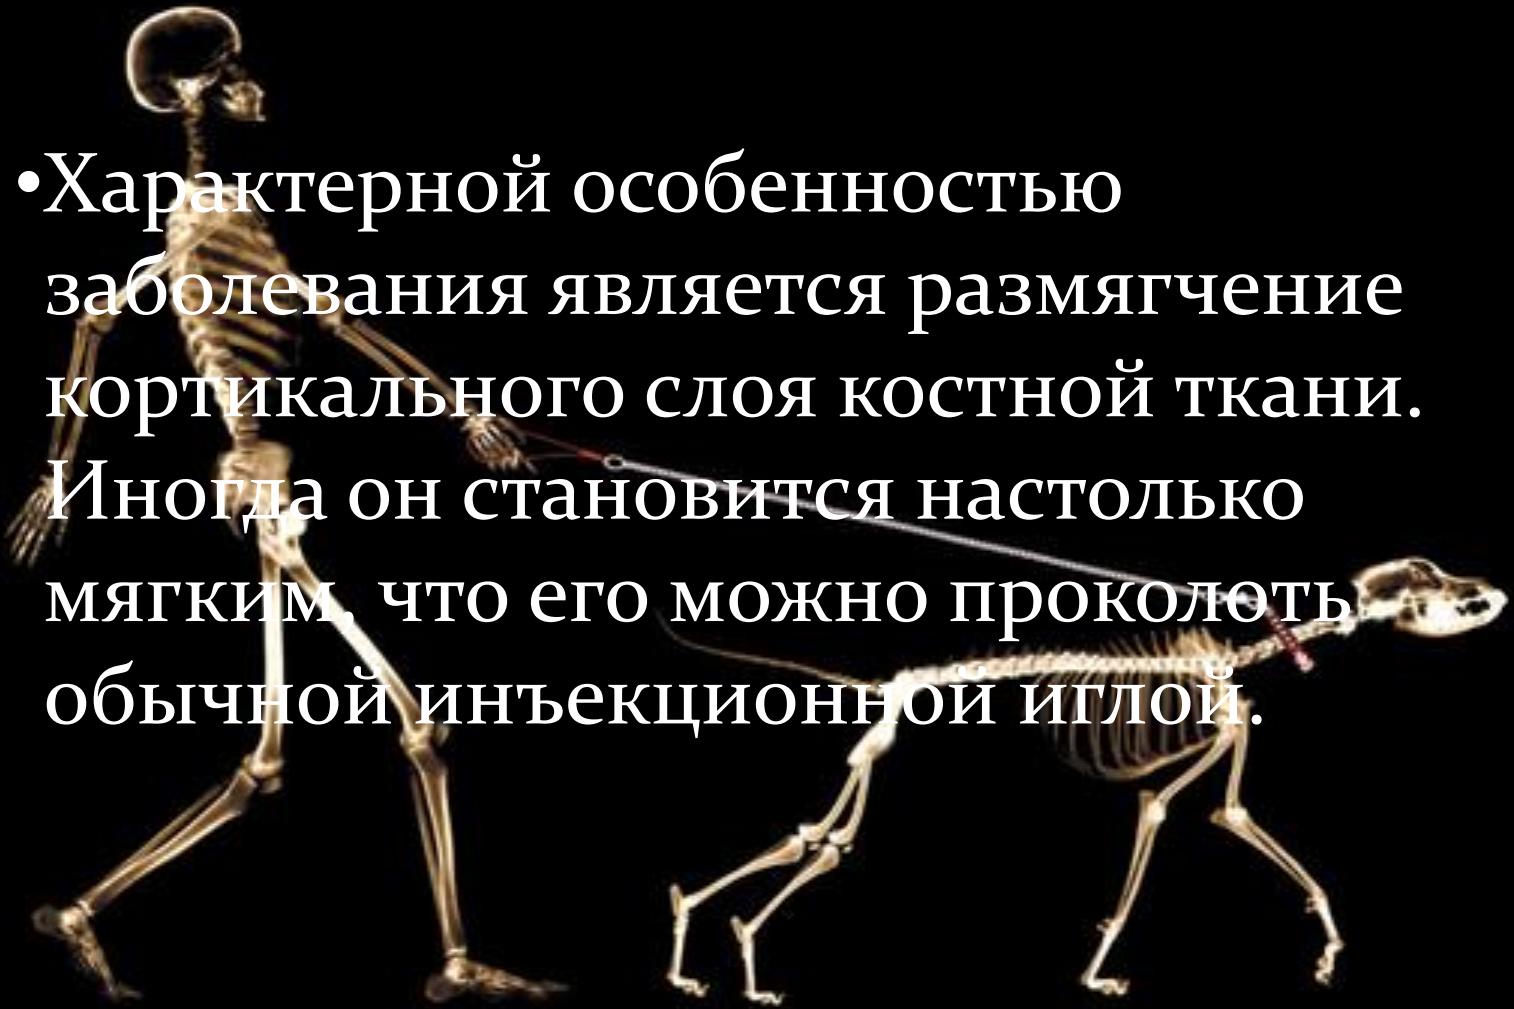 •Характерной особенностью
заболевания является размягчение
кортикального слоя костной ткани.
Иногда он становится настолько
мягким, что его можно проколоть
обычной инъекционной иглой.